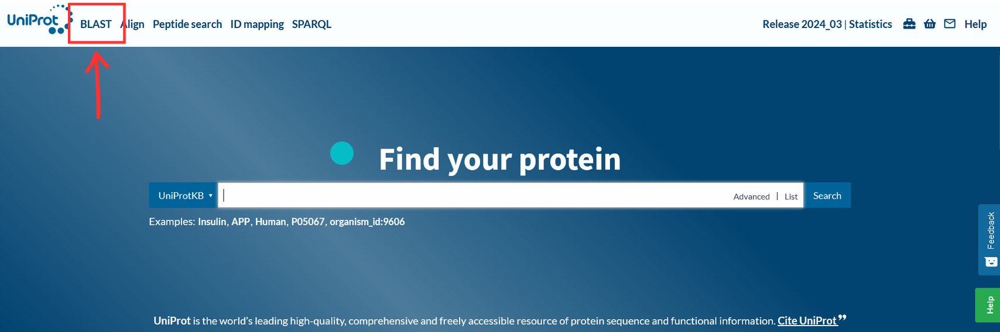 UniProt BLAST Align Peptide search ID mapping SPARQL Release 2024_03 | Statistics Help
Find your protein
UniProtKB Advanced | List Search
Examples: Insulin, APP, Human, P05067, organism_id:9606
Feedback
Help
UniProt is the world's leading high-quality, comprehensive and freely accessible resource of protein sequence and functional information. Cite UniProt ”